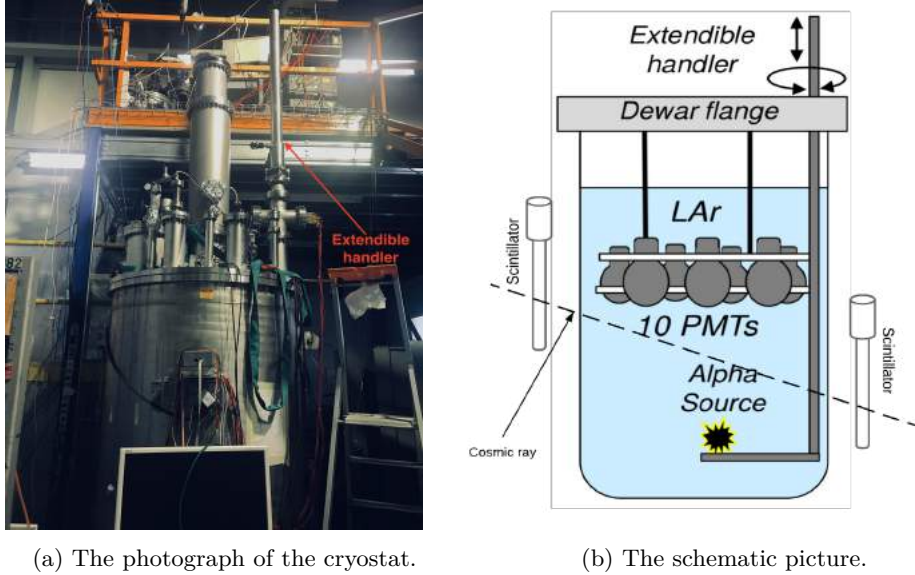 Extendible
handler
82
(a) The photograph of the cryostat.
Extendible
handler
Dewar flange
LAr
Scintillator
10 PMTs
Scintillator
Alpha
Source
Cosmic ray
(b) The schematic picture.